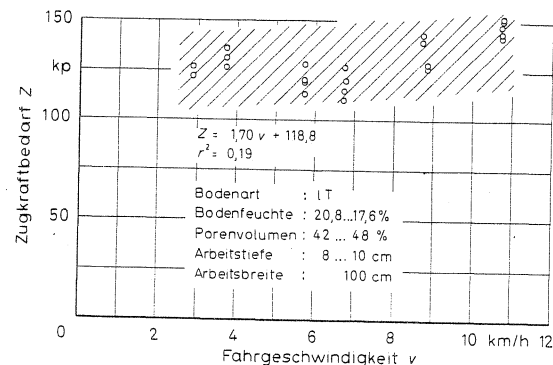 150
kp
100
50
0
Zugkraftbedarf Z
Z = 1,70 v + 118,8
r² = 0,19
Bodenart : lT
Bodenfeuchte : 20,8...17,6%
Porenvolumen : 42 ... 48 %
Arbeitstiefe : 8 ... 10 cm
Arbeitsbreite : 100 cm
0 2 4 6 8 10 km/h 12
Fahrgeschwindigkeit v